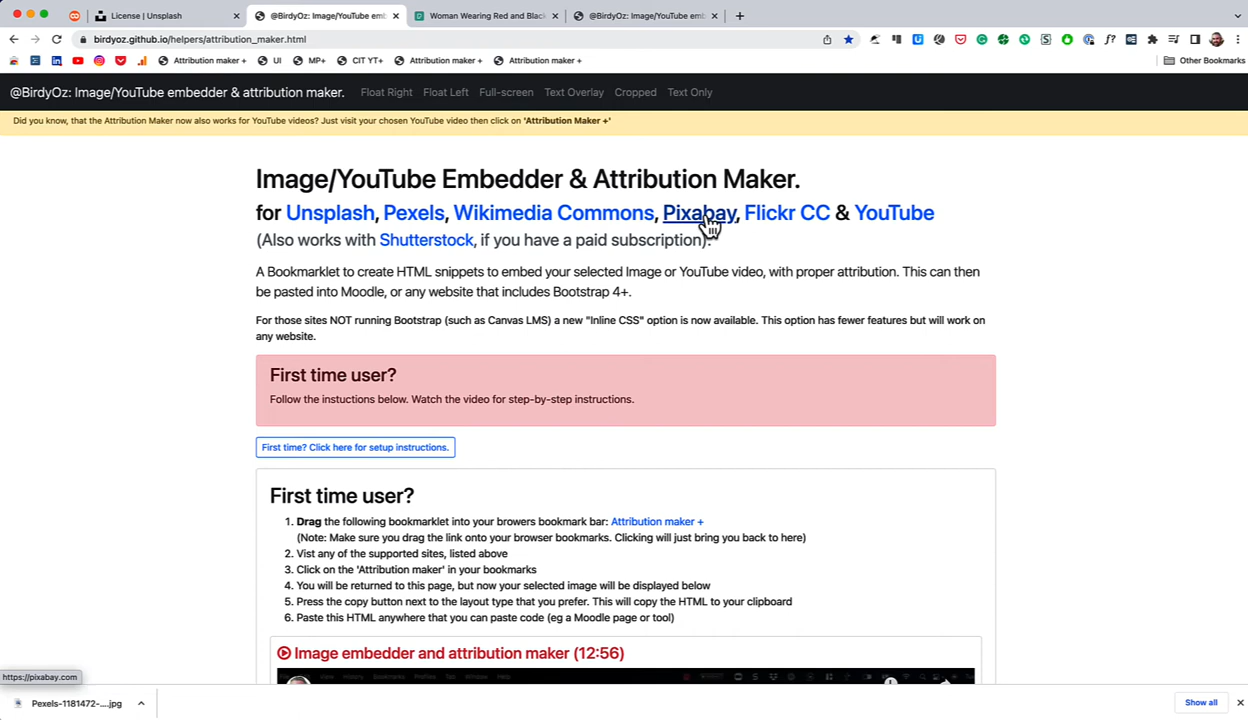 License | Unsplash
@BirdyOz: Image/YouTube emb
Woman Wearing Red and Black
@BirdyOz: Image/YouTube emb
birdyoz.github.io/helpers/attribution_maker.html
Attribution maker + UI MP+ CIT YT+ Attribution maker + Attribution maker + Other Bookmarks
@BirdyOz: Image/YouTube embedder & attribution maker. Float Right Float Left Full-screen Text Overlay Cropped Text Only
Did you know, that the Attribution Maker now also works for YouTube videos? Just visit your chosen YouTube video then click on 'Attribution Maker +'
Image/YouTube Embedder & Attribution Maker.
for Unsplash, Pexels, Wikimedia Commons, Pixabay, Flickr CC & YouTube
(Also works with Shutterstock, if you have a paid subscription).
A Bookmarklet to create HTML snippets to embed your selected Image or YouTube video, with proper attribution. This can then
be pasted into Moodle, or any website that includes Bootstrap 4+.
For those sites NOT running Bootstrap (such as Canvas LMS) a new "Inline CSS" option is now available. This option has fewer features but will work on
any website.
First time user?
Follow the instuctions below. Watch the video for step-by-step instructions.
First time? Click here for setup instructions.
First time user?
1. Drag the following bookmarklet into your browers bookmark bar: Attribution maker +
(Note: Make sure you drag the link onto your browser bookmarks. Clicking will just bring you back to here)
2. Vist any of the supported sites, listed above
3. Click on the 'Attribution maker' in your bookmarks
4. You will be returned to this page, but now your selected image will be displayed below
5. Press the copy button next to the layout type that you prefer. This will copy the HTML to your clipboard
6. Paste this HTML anywhere that you can paste code (eg a Moodle page or tool)
Image embedder and attribution maker (12:56)
https://pixabay.com
Pexels-1181472-....jpg
Show all